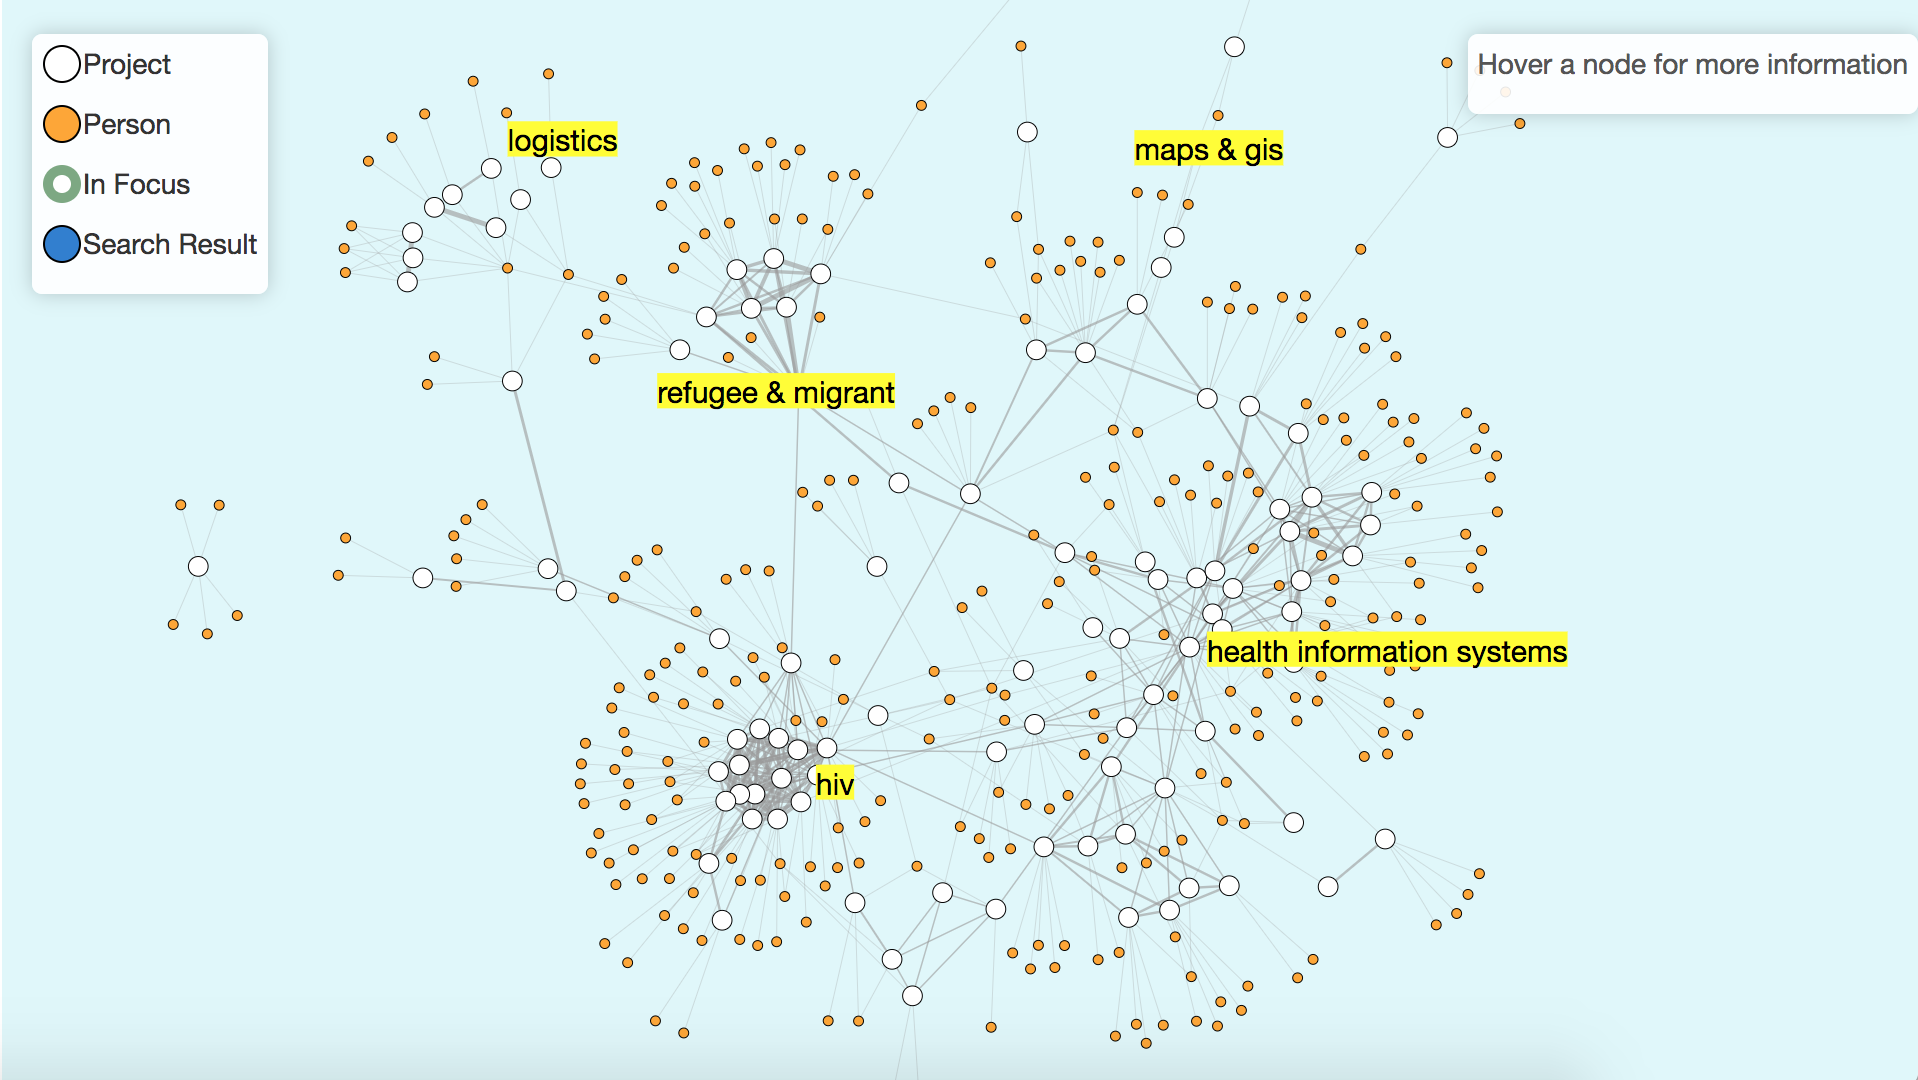 Project
Person
In Focus
Search Result
Hover a node for more information
logistics
maps & gis
refugee & migrant
health information systems
hiv